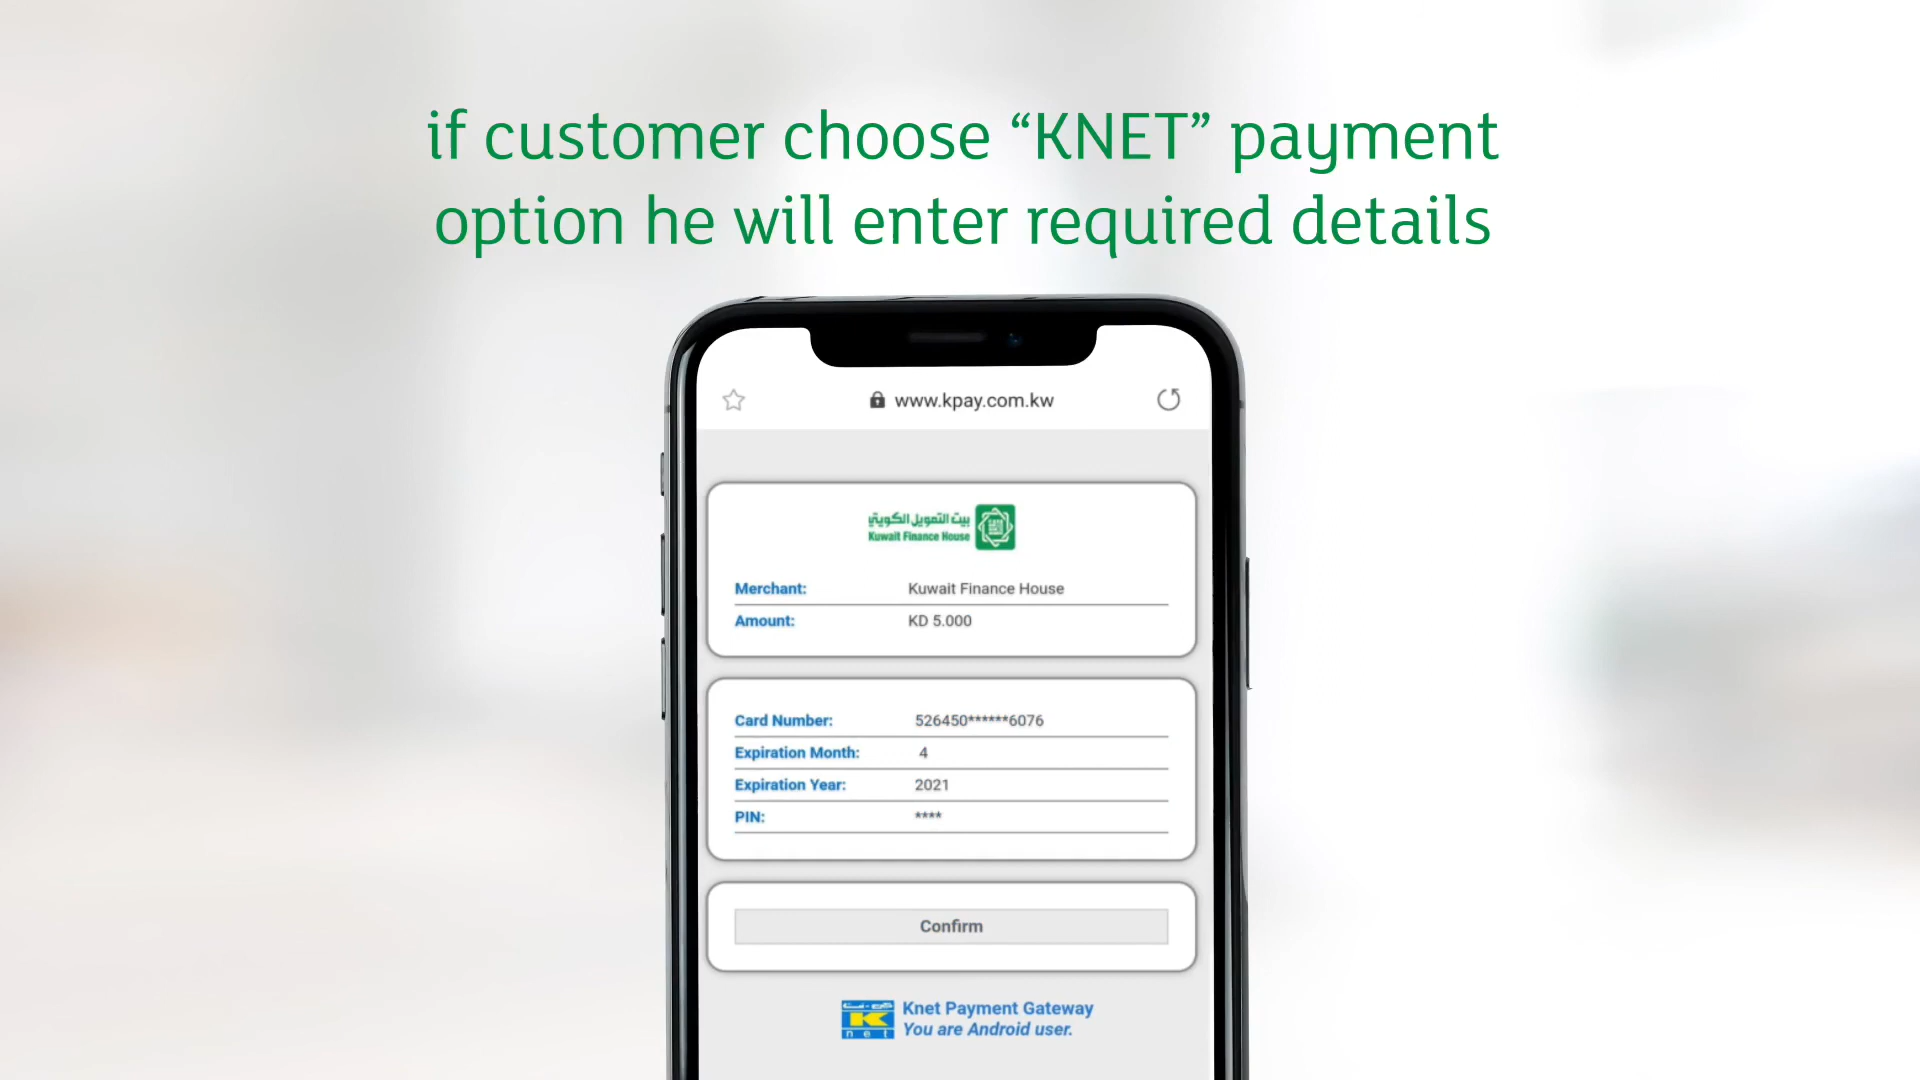 if customer choose “KNET” payment
option he will enter required details
www.kpay.com.kw
بيت التمويل الكويتي
Kuwait Finance House
Merchant: Kuwait Finance House
Amount: KD 5.000
Card Number: 526450******6076
Expiration Month: 4
Expiration Year: 2021
PIN: ****
Confirm
Knet Payment Gateway
You are Android user.
net